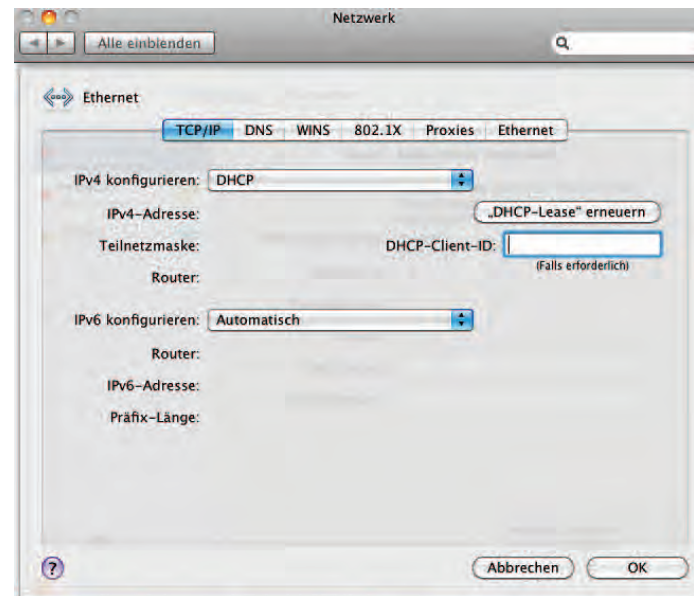 Netzwerk
Alle einblenden
Ethernet
TCP/IP DNS WINS 802.1X Proxies Ethernet
IPv4 konfigurieren: DHCP
IPv4-Adresse: „DHCP-Lease“ erneuern
Teilnetzmaske: DHCP-Client-ID:
(Falls erforderlich)
Router:
IPv6 konfigurieren: Automatisch
Router:
IPv6-Adresse:
Präfix-Länge:
? Abbrechen OK